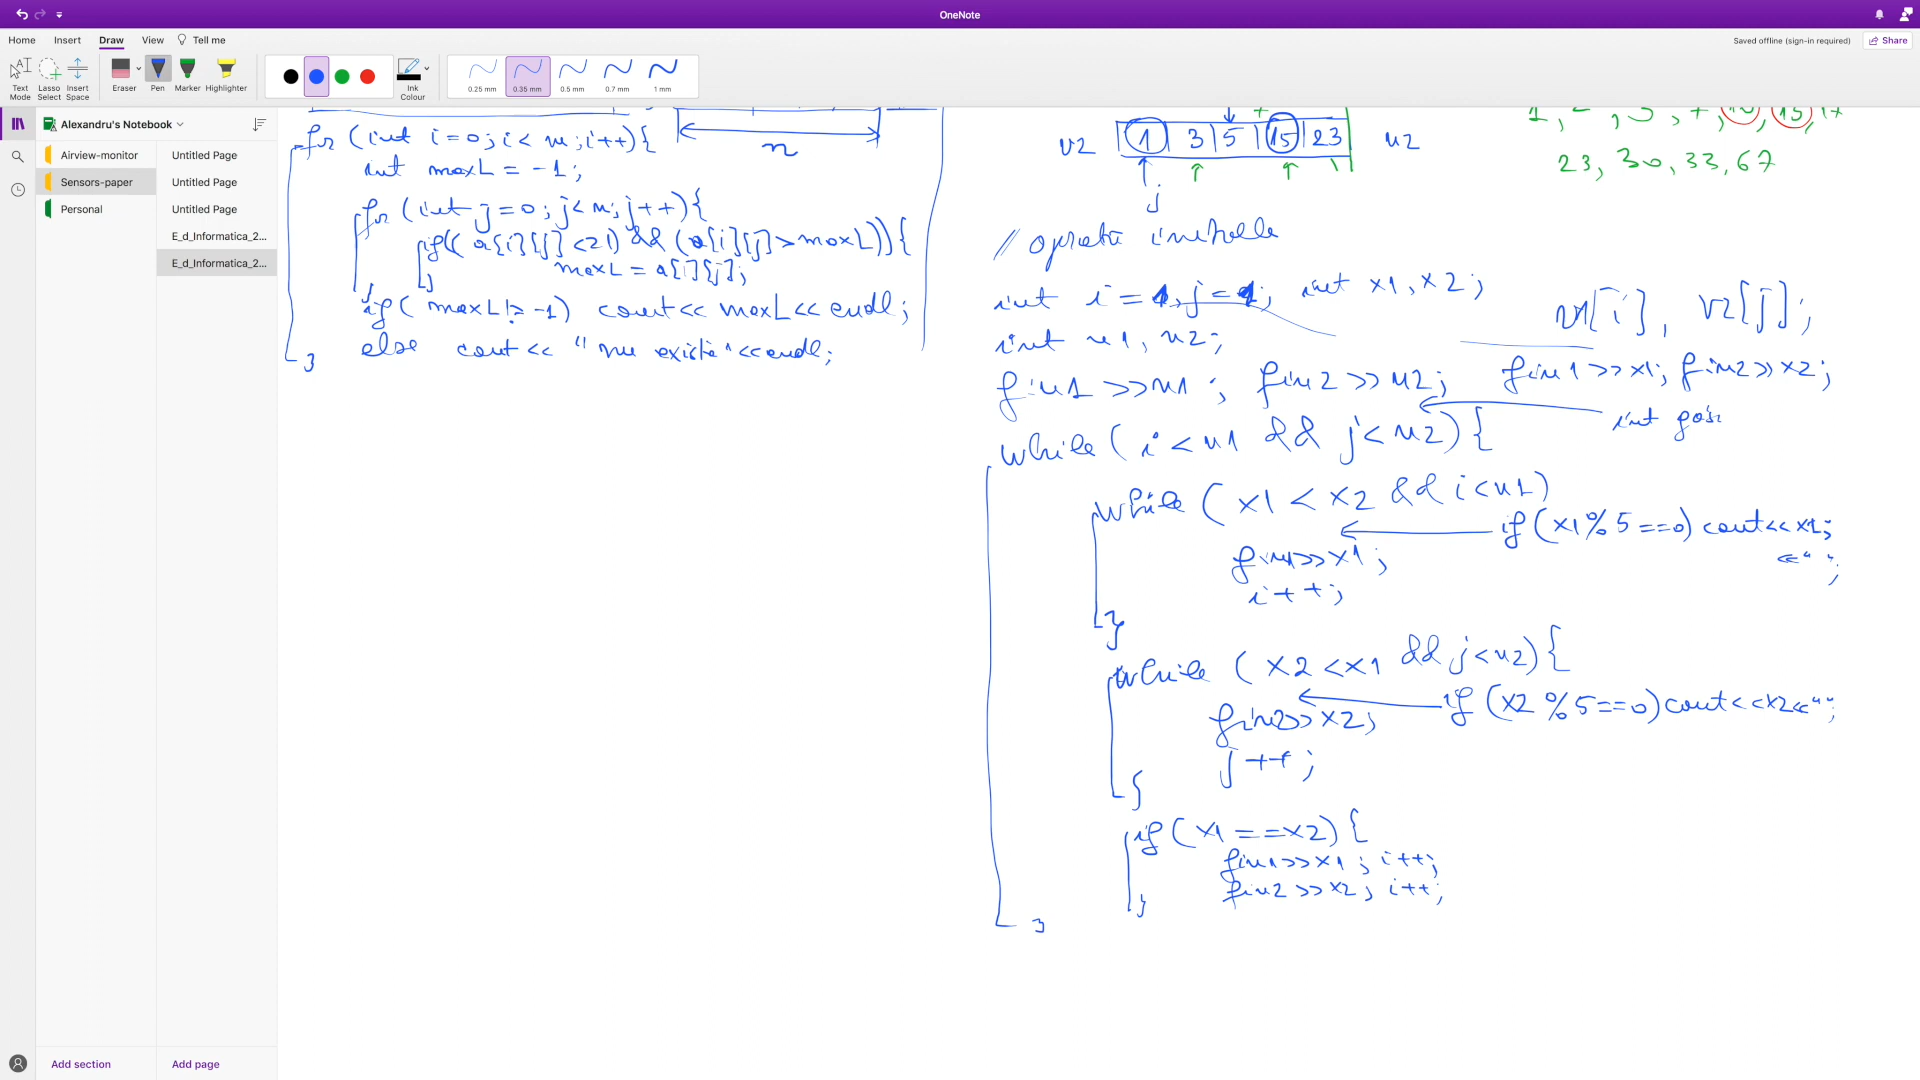 OneNote
Home Insert Draw View Tell me
Saved offline (sign-in required) Share
Text Mode
Lasso Select
Insert Space
Eraser
Pen
Marker
Highlighter
Ink Colour
0.25 mm
0.35 mm
0.5 mm
0.7 mm
1 mm
Alexandru's Notebook
Airview-monitor
Sensors-paper
Personal
Untitled Page
Untitled Page
Untitled Page
E_d_Informatica_2...
E_d_Informatica_2...
Add section
Add page
for (int i=0; i<m; i++){
int maxL = -1;
for (int j=0; j<n; j++){
if((a[i][j]<21) && (a[i][j]>maxL)){
maxL = a[i][j];
}
}
if( maxL != -1) cout<< maxL<< endl;
else cout << "nu exista"<<endl;
}
n
v2 1 3 5 15 23 n2
j
23, 30, 33, 67
int i = 1, j = 1; int x1, x2;
v1[i], v2[j];
int n1, n2;
fin1 >>n1; fin2 >>n2; fin1>>x1; fin2>>x2;
int
while ( i < n1 && j < n2) {
while ( x1 < x2 && i<n1)
if (x1%5==0) cout<<x1;
<<" ";
fin1>>x1;
i++;
}
while ( x2 <x1 && j<n2) {
if (x2 %5==0) cout<<x2<<" ";
fin2>>x2;
j++;
}
if ( x1 ==x2) {
fin1>>x1; i++;
fin2 >>x2; i++;
}
}